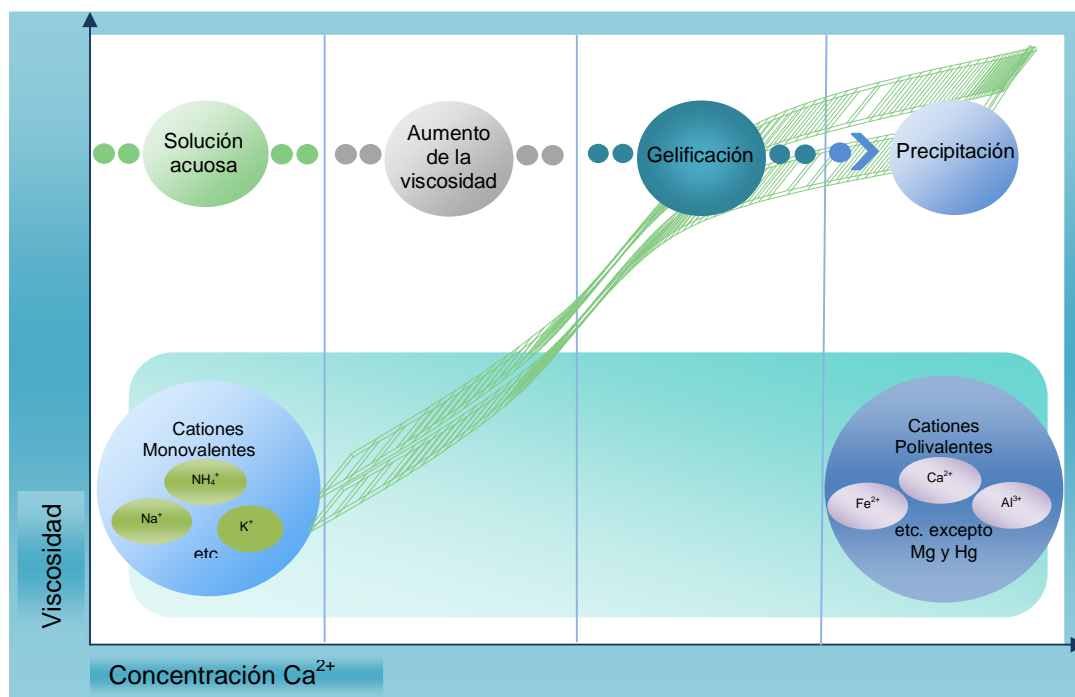 Solución
acuosa
Aumento
de la
viscosidad
Gelificación
Precipitación
Cationes
Monovalentes
NH₄⁺
Na⁺
K⁺
etc
Cationes
Polivalentes
Ca²⁺
Fe²⁺
Al³⁺
etc. excepto
Mg y Hg
Viscosidad
Concentración Ca²⁺